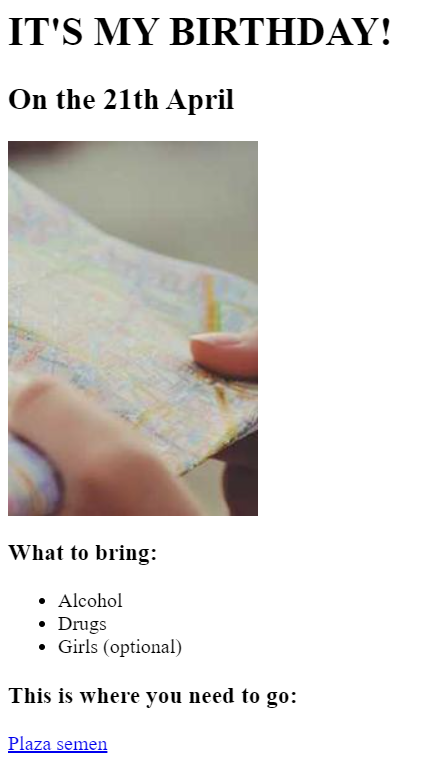 IT'S MY BIRTHDAY!
On the 21th April
What to bring:
Alcohol
Drugs
Girls (optional)
This is where you need to go:
Plaza semen